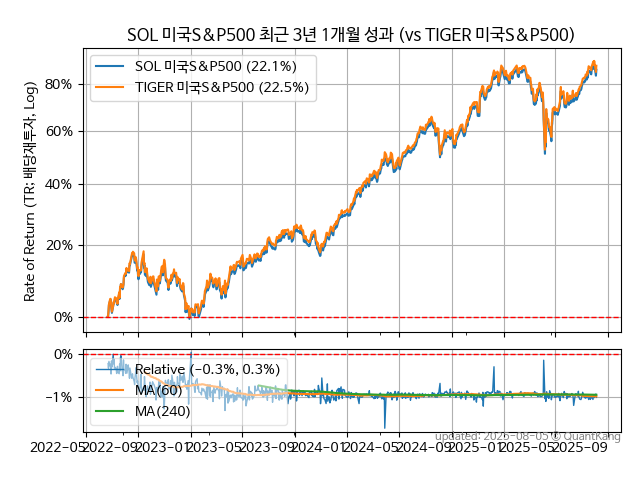 SOL 미국S&P500 최근 3년 1개월 성과 (vs TIGER 미국S&P500)
Rate of Return (TR: 배당재투자, Log)
80%
60%
40%
20%
0%
SOL 미국S&P500 (22.1%)
TIGER 미국S&P500 (22.5%)
0%
-1%
Relative (-0.3%, 0.3%)
MA(60)
MA(240)
updated: 2025-08-05 © QuantKang
2022-05 2022-09 2023-01 2023-05 2023-09 2024-01 2024-05 2024-09 2025-01 2025-05 2025-09